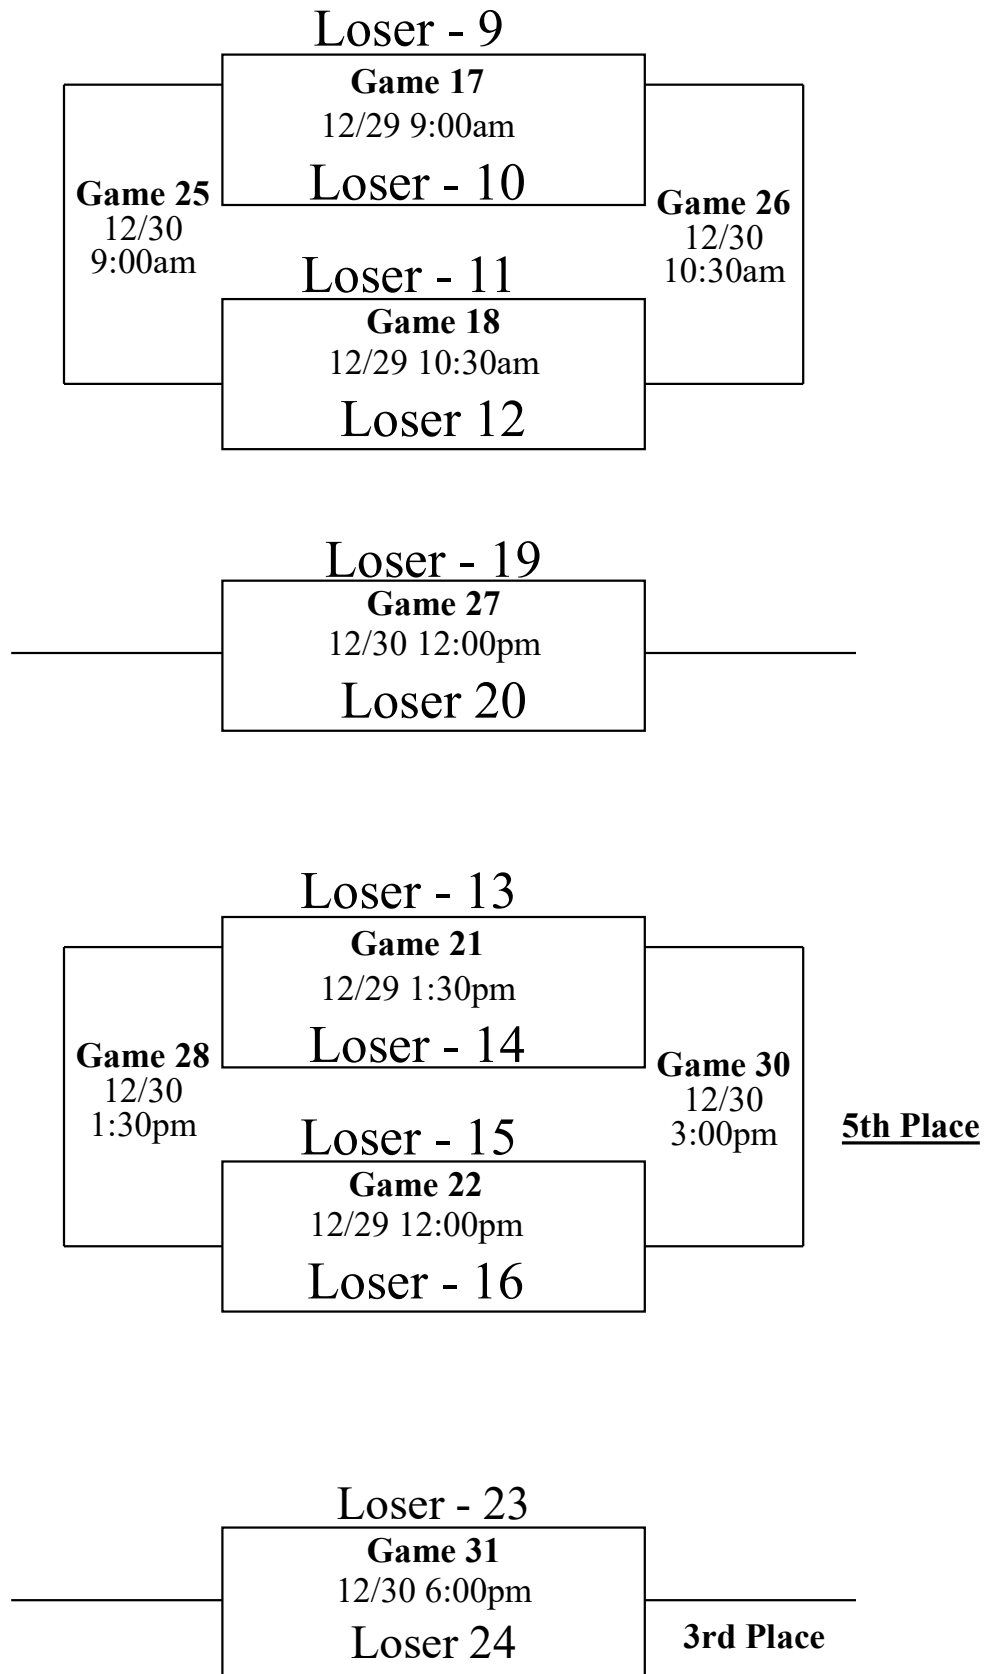 Loser - 9
Game 17
12/29 9:00am
Loser - 10
Game 25
12/30
9:00am
Game 26
12/30
10:30am
Loser - 11
Game 18
12/29 10:30am
Loser 12
Loser - 19
Game 27
12/30 12:00pm
Loser 20
Loser - 13
Game 21
12/29 1:30pm
Loser - 14
Game 28
12/30
1:30pm
Game 30
12/30
3:00pm
5th Place
Loser - 15
Game 22
12/29 12:00pm
Loser - 16
Loser - 23
Game 31
12/30 6:00pm
Loser 24
3rd Place